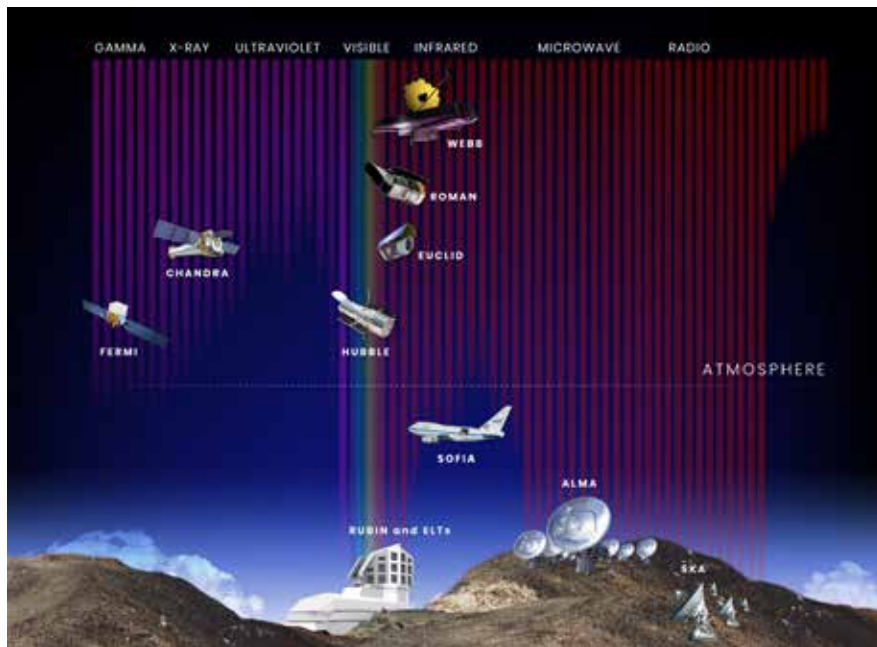 GAMMA X-RAY ULTRAVIOLET VISIBLE INFRARED MICROWAVE RADIO
WEBB
ROMAN
EUCLID
CHANDRA
FERMI
HUBBLE
ATMOSPHERE
SOFIA
ALMA
RUBIN and ELTs
SKA